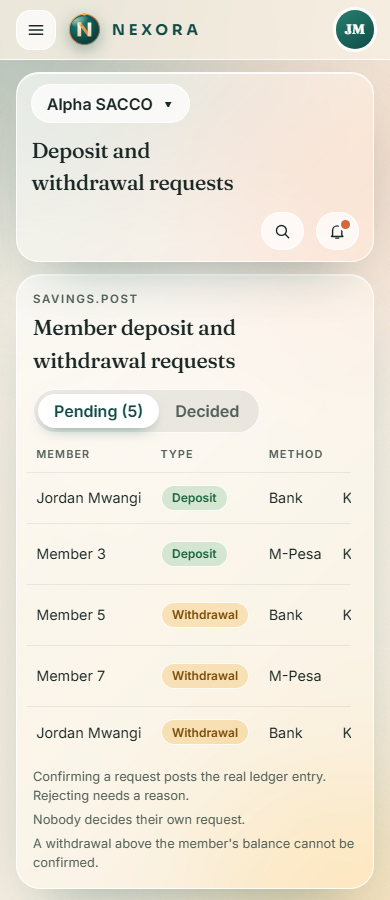 N NEXORA JM
Alpha SACCO ▼
Deposit and
withdrawal requests
SAVINGS.POST
Member deposit and
withdrawal requests
Pending (5) Decided
MEMBER TYPE METHOD
Jordan Mwangi Deposit Bank K
Member 3 Deposit M-Pesa K
Member 5 Withdrawal Bank K
Member 7 Withdrawal M-Pesa
Jordan Mwangi Withdrawal Bank K
Confirming a request posts the real ledger entry.
Rejecting needs a reason.
Nobody decides their own request.
A withdrawal above the member's balance cannot be
confirmed.